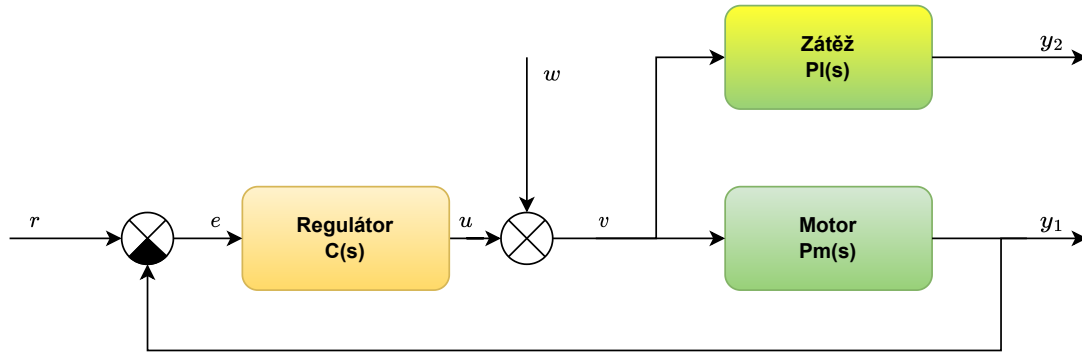 Zátěž
Pl(s)
y₂
w
r
e
Regulátor
C(s)
u
v
Motor
Pm(s)
y₁